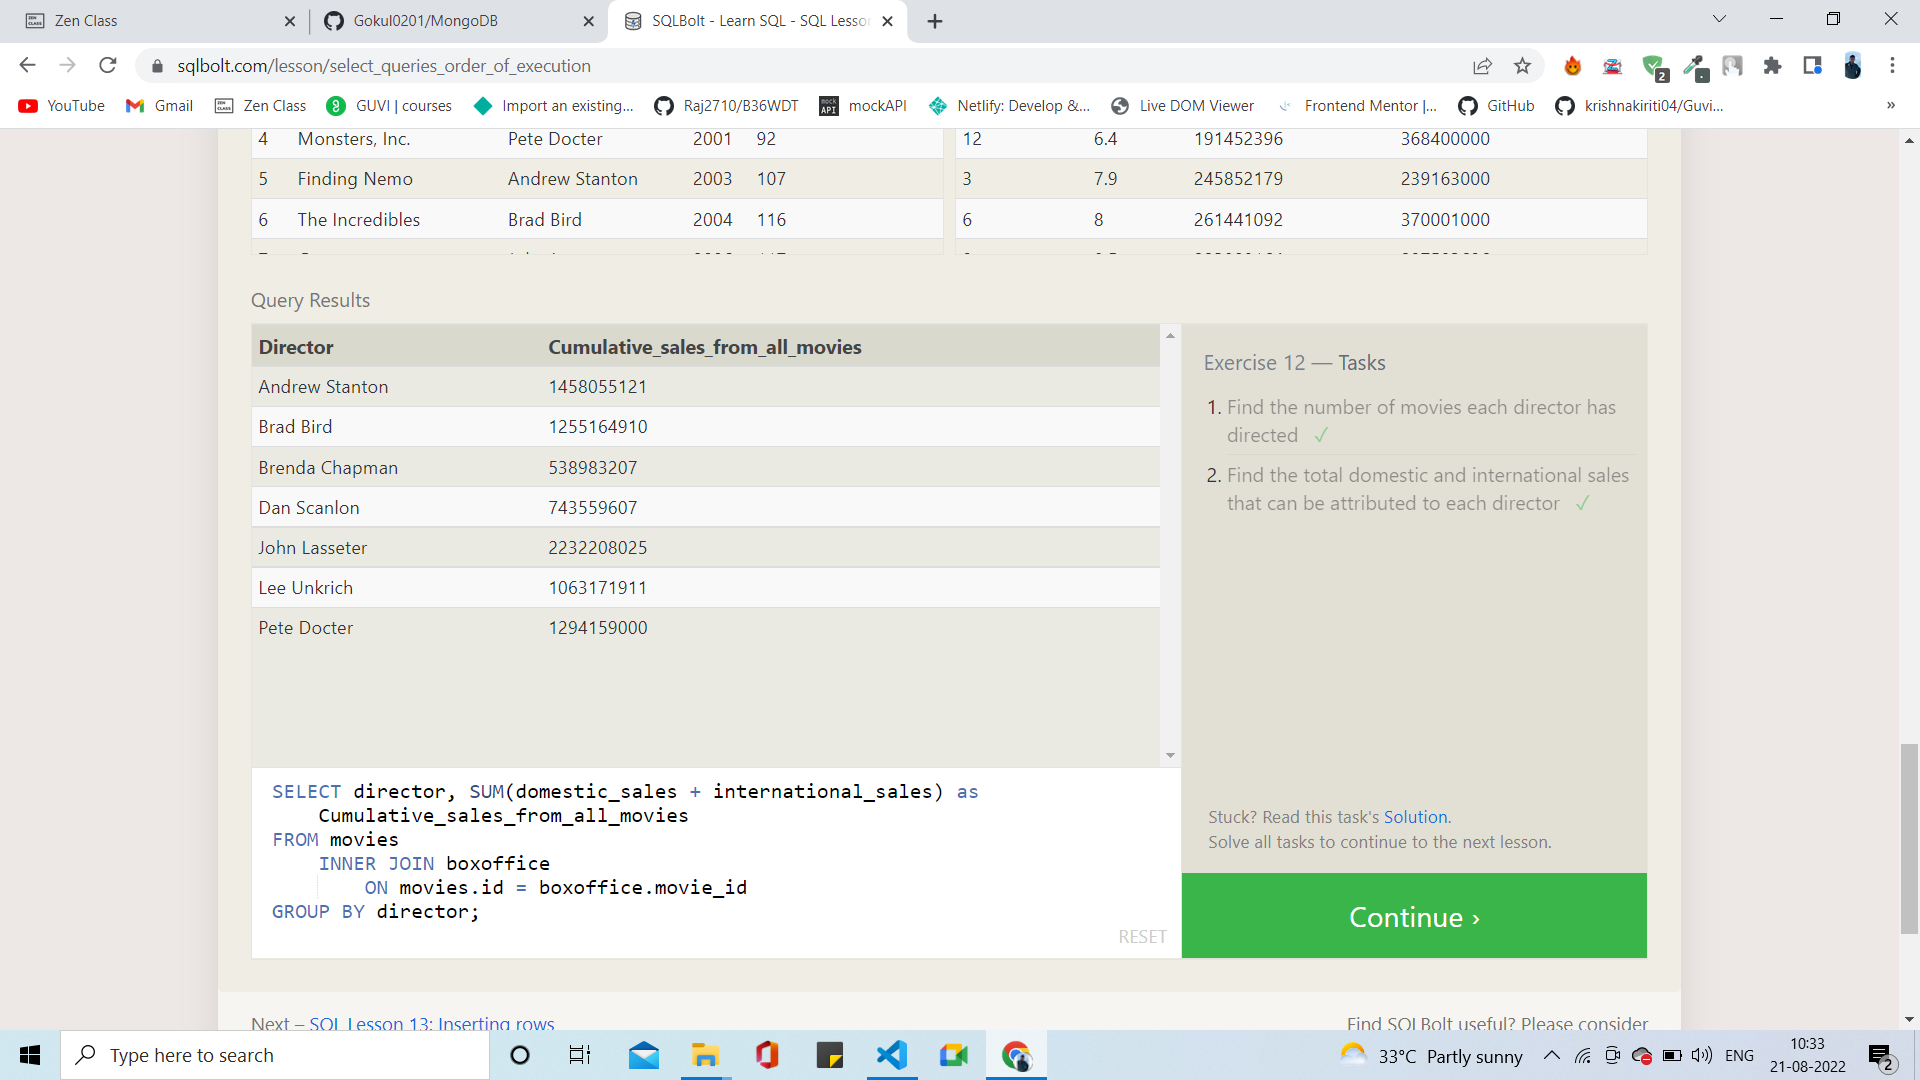 Zen Class
Gokul0201/MongoDB
SQLBolt - Learn SQL - SQL Lesso
sqlbolt.com/lesson/select_queries_order_of_execution
2
YouTube Gmail Zen Class GUVI | courses Import an existing... Raj2710/B36WDT mockAPI Netlify: Develop &... Live DOM Viewer Frontend Mentor |... GitHub krishnakiriti04/Guvi... »
4 Monsters, Inc. Pete Docter 2001 92
12 6.4 191452396 368400000
5 Finding Nemo Andrew Stanton 2003 107
3 7.9 245852179 239163000
6 The Incredibles Brad Bird 2004 116
6 8 261441092 370001000
Query Results
Director Cumulative_sales_from_all_movies
Andrew Stanton 1458055121
Brad Bird 1255164910
Brenda Chapman 538983207
Dan Scanlon 743559607
John Lasseter 2232208025
Lee Unkrich 1063171911
Pete Docter 1294159000
Exercise 12 — Tasks
1. Find the number of movies each director has
directed ✓
2. Find the total domestic and international sales
that can be attributed to each director ✓
Stuck? Read this task's Solution.
Solve all tasks to continue to the next lesson.
Continue ›
SELECT director, SUM(domestic_sales + international_sales) as
Cumulative_sales_from_all_movies
FROM movies
INNER JOIN boxoffice
ON movies.id = boxoffice.movie_id
GROUP BY director;
RESET
Next – SQL Lesson 13: Inserting rows
Find SQLBolt useful? Please consider
Type here to search
33°C Partly sunny
ENG
10:33
21-08-2022
2